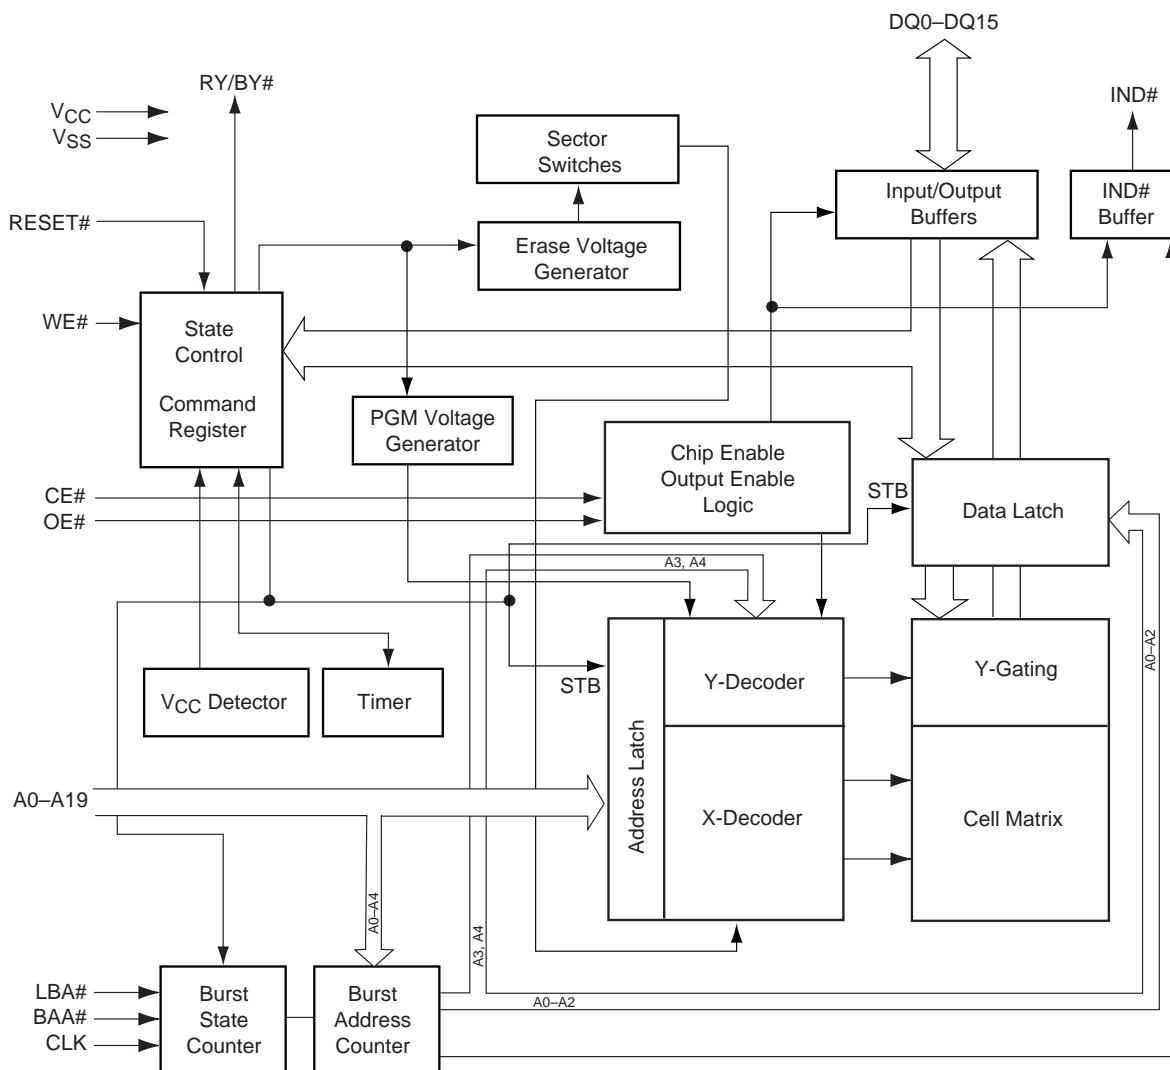 DQ0–DQ15
RY/BY#
IND#
VCC
VSS
Sector
Switches
Input/Output
Buffers
IND#
Buffer
RESET#
Erase Voltage
Generator
WE#
State
Control
Command
Register
PGM Voltage
Generator
Chip Enable
Output Enable
Logic
CE#
OE#
STB
Data Latch
A3, A4
A0–A2
STB
Y-Decoder
Y-Gating
VCC Detector
Timer
Address Latch
A0–A19
X-Decoder
Cell Matrix
A0–A4
A3, A4
A0–A2
LBA#
BAA#
CLK
Burst
State
Counter
Burst
Address
Counter